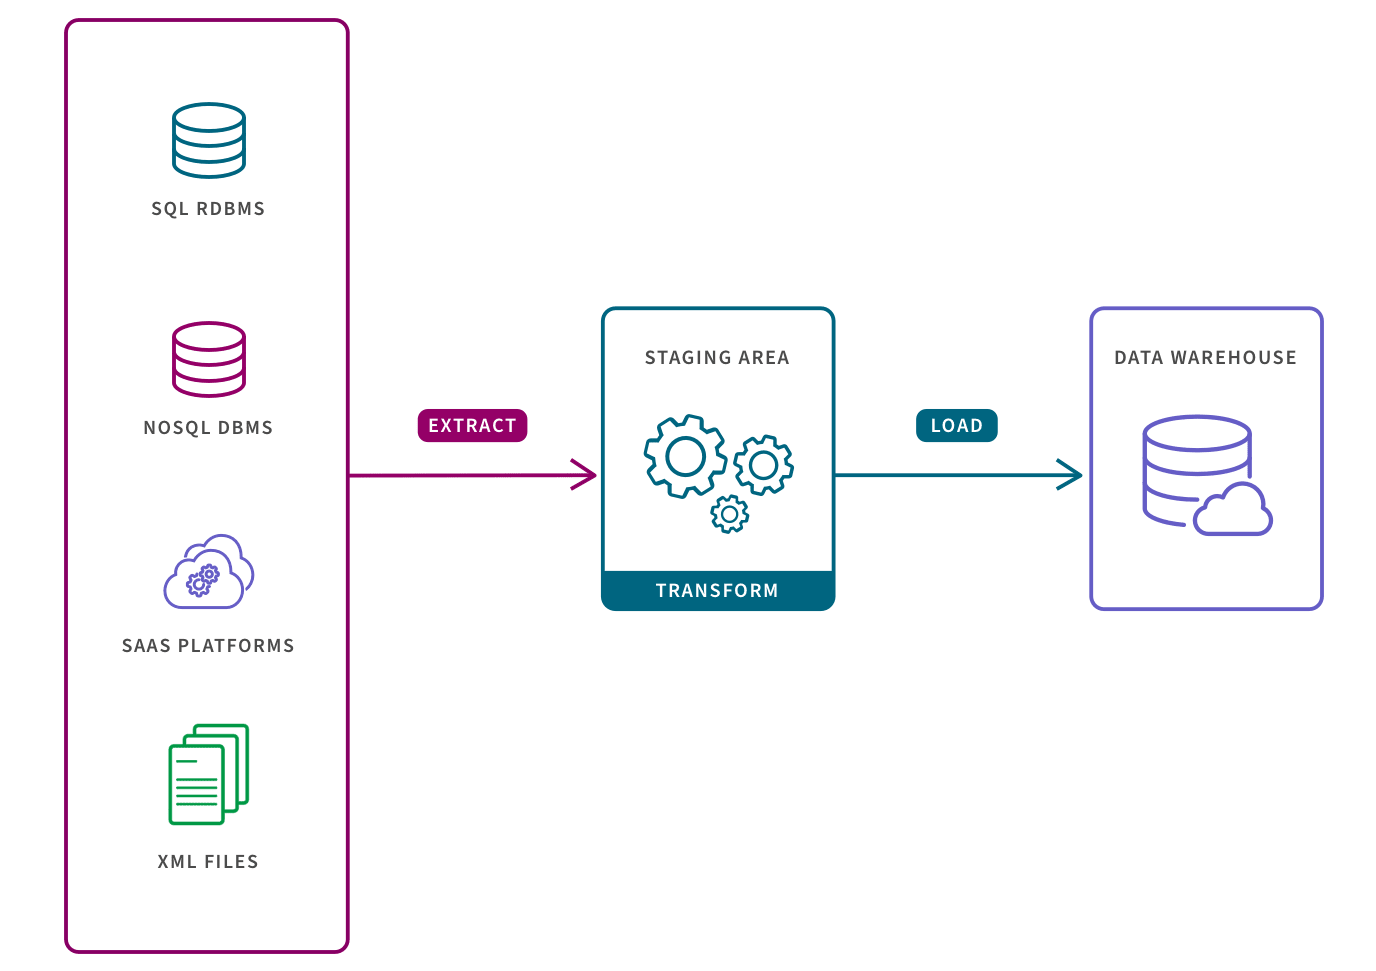 SQL RDBMS
NOSQL DBMS
SAAS PLATFORMS
XML FILES
EXTRACT
STAGING AREA
TRANSFORM
LOAD
DATA WAREHOUSE